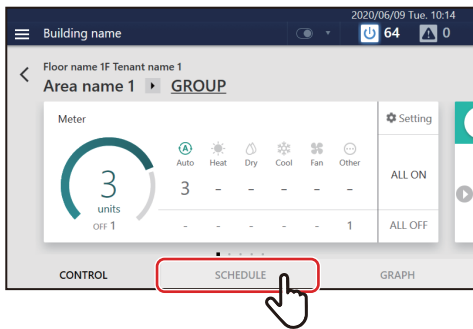 2020/06/09 Tue. 10:14
Building name 64 0
Floor name 1F Tenant name 1
Area name 1 GROUP
Meter Setting
A
Auto Heat Dry Cool Fan Other
3 units
3 - - - - -
ALL ON
OFF 1
- - - - - 1
ALL OFF
CONTROL SCHEDULE GRAPH